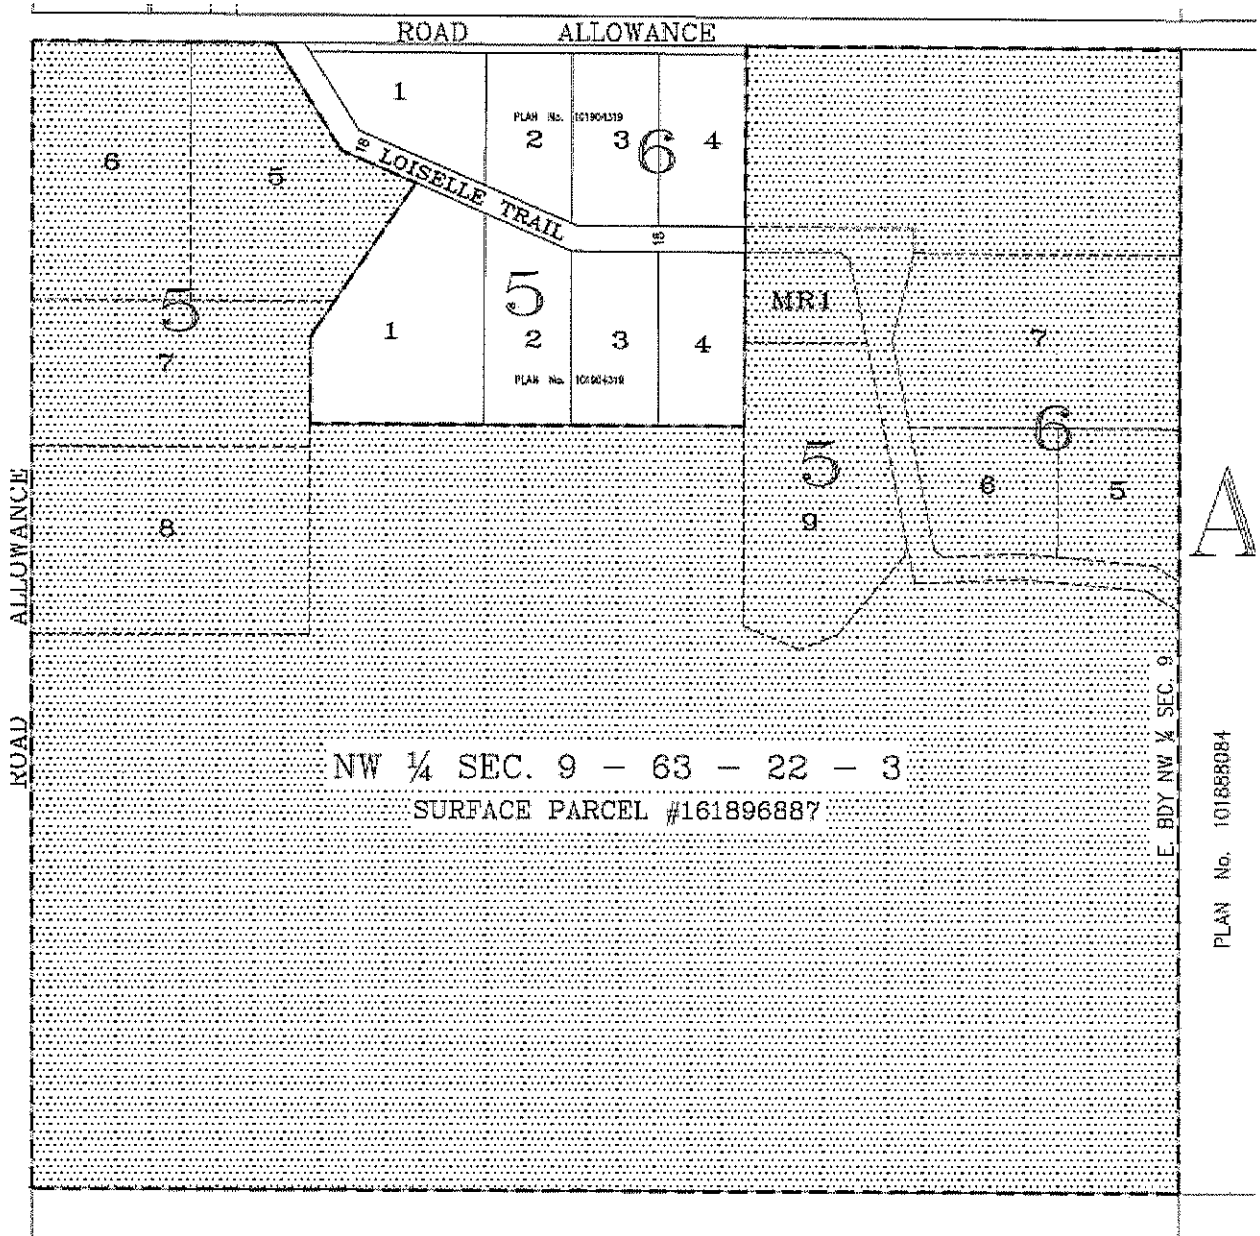 ROAD ALLOWANCE
1
PLAN No. 101904319
2 3 6 4
6
5
18 LOISELLE TRAIL
18
5
5
7
1
2 3 4
PLAN No. 101904319
MR1
7
6
5
9
6 5
8
A
ROAD ALLOWANCE
NW ¼ SEC. 9 – 63 – 22 – 3
SURFACE PARCEL #161896887
E. BDY NW ¼ SEC. 9
PLAN No. 101888084